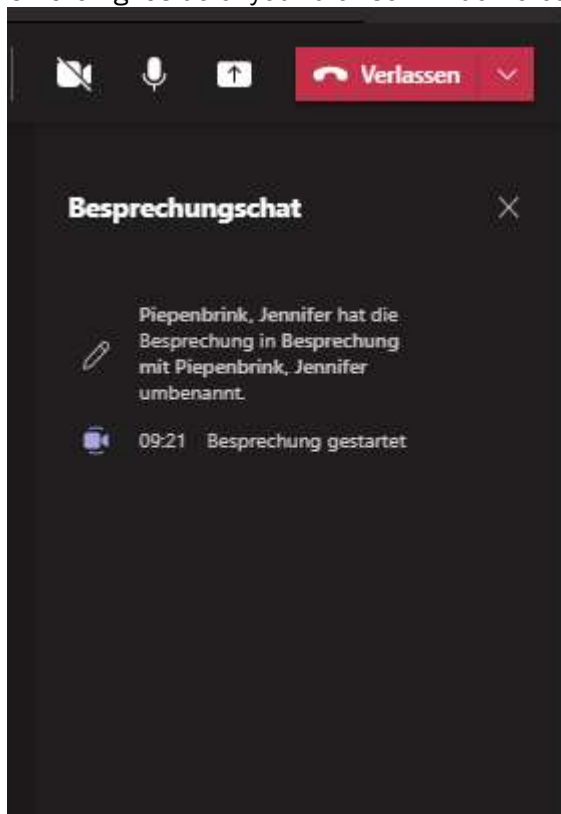 Verlassen
Besprechungschat
Piepenbrink, Jennifer hat die
Besprechung in Besprechung
mit Piepenbrink, Jennifer
umbenannt.
09:21 Besprechung gestartet